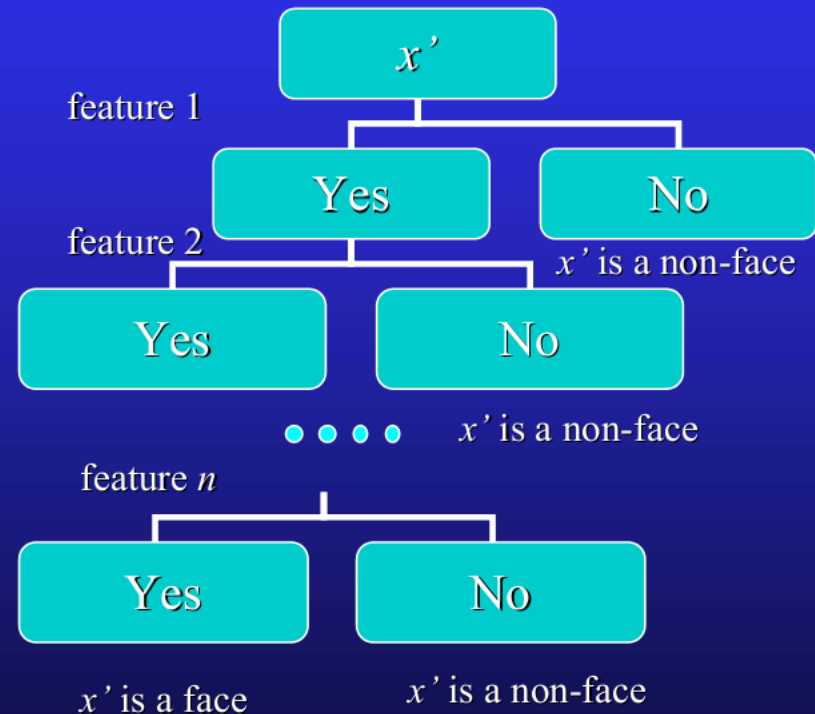 x’
feature 1
Yes
No
feature 2
x’ is a non-face
Yes
No
x’ is a non-face
feature n
Yes
No
x’ is a face
x’ is a non-face